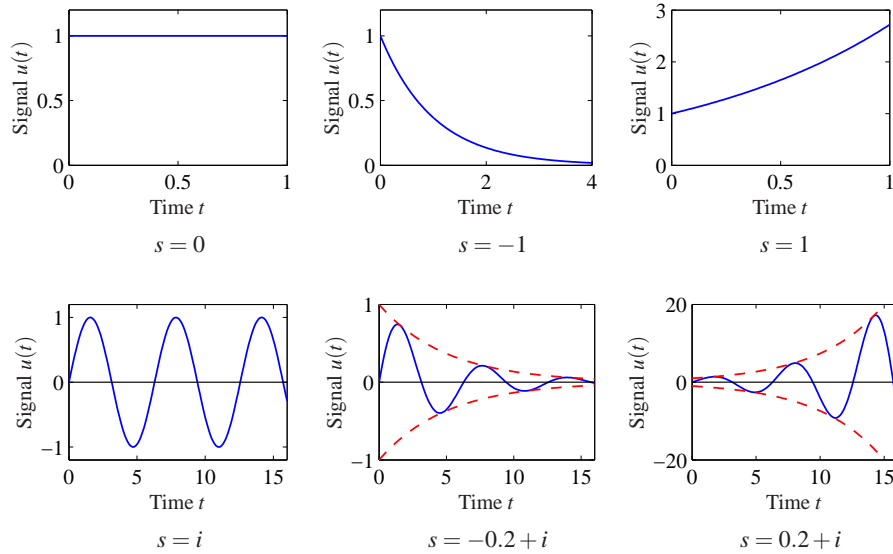 1
0.5
0
0
0.5
1
Signal u(t)
Time t
s = 0
1
0.5
0
0
2
4
Signal u(t)
Time t
s = −1
3
2
1
0
0
0.5
1
Signal u(t)
Time t
s = 1
1
0
−1
0
5
10
15
Signal u(t)
Time t
s = i
1
0
−1
0
5
10
15
Signal u(t)
Time t
s = −0.2 + i
20
0
−20
0
5
10
15
Signal u(t)
Time t
s = 0.2 + i